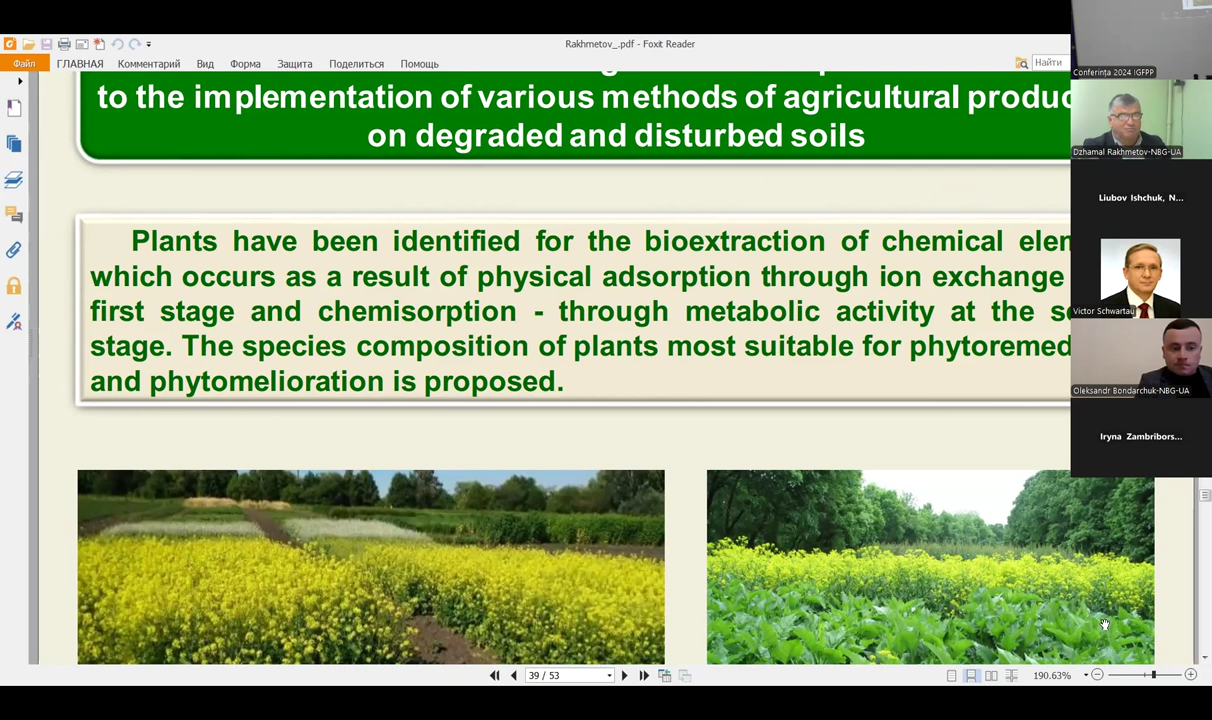 Rakhmetov_.pdf - Foxit Reader
Файл ГЛАВНАЯ Комментарий Вид Форма Защита Поделиться Помощь
Найти
to the implementation of various methods of agricultural produc
on degraded and disturbed soils
Plants have been identified for the bioextraction of chemical elem
which occurs as a result of physical adsorption through ion exchange
first stage and chemisorption - through metabolic activity at the se
stage. The species composition of plants most suitable for phytoremed
and phytomelioration is proposed.
Conferința 2024 IGFPP
Dzhamal Rakhmetov-NBG-UA
Liubov Ishchuk, N...
Victor Schwartau
Oleksandr Bondarchuk-NBG-UA
Iryna Zambribors...
39 / 53
190.63%